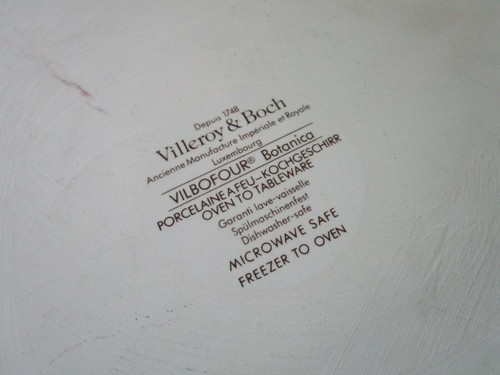 Depuis 1748
Villeroy & Boch
Ancienne Manufacture Impériale et Royale
Luxembourg
VILBOFOUR® Botanica
PORCELAINE A FEU-KOCHGESCHIRR
OVEN TO TABLEWARE
Garanti lave-vaisselle
Spülmaschinenfest
Dishwasher-safe
MICROWAVE SAFE
FREEZER TO OVEN